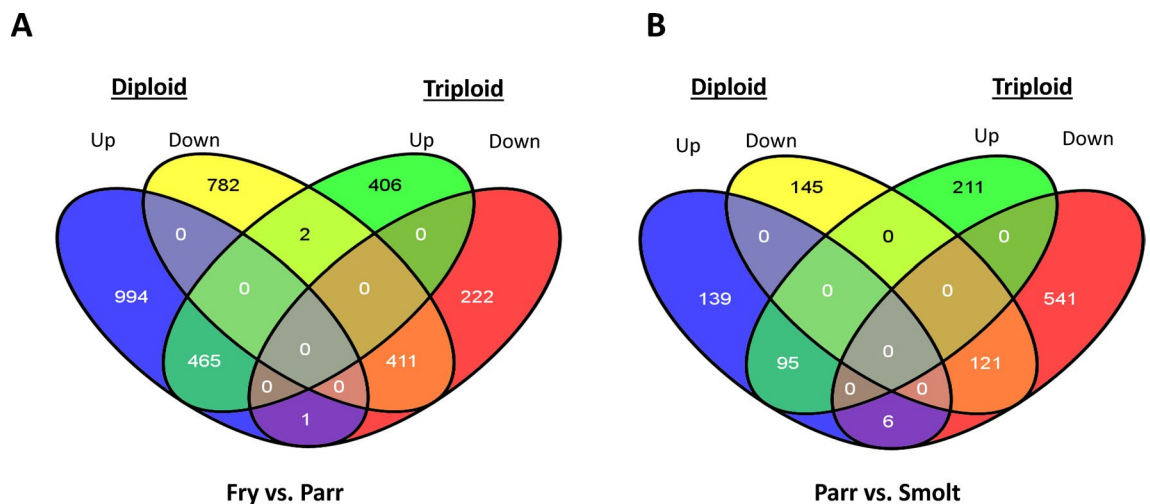 A
B
Diploid
Triploid
Diploid
Triploid
Up
Down
Up
Down
Up
Down
Up
Down
782
406
0
2
0
994
0
0
222
465
0
411
0
0
1
145
211
0
0
0
139
0
0
541
95
0
121
0
0
6
Fry vs. Parr
Parr vs. Smolt